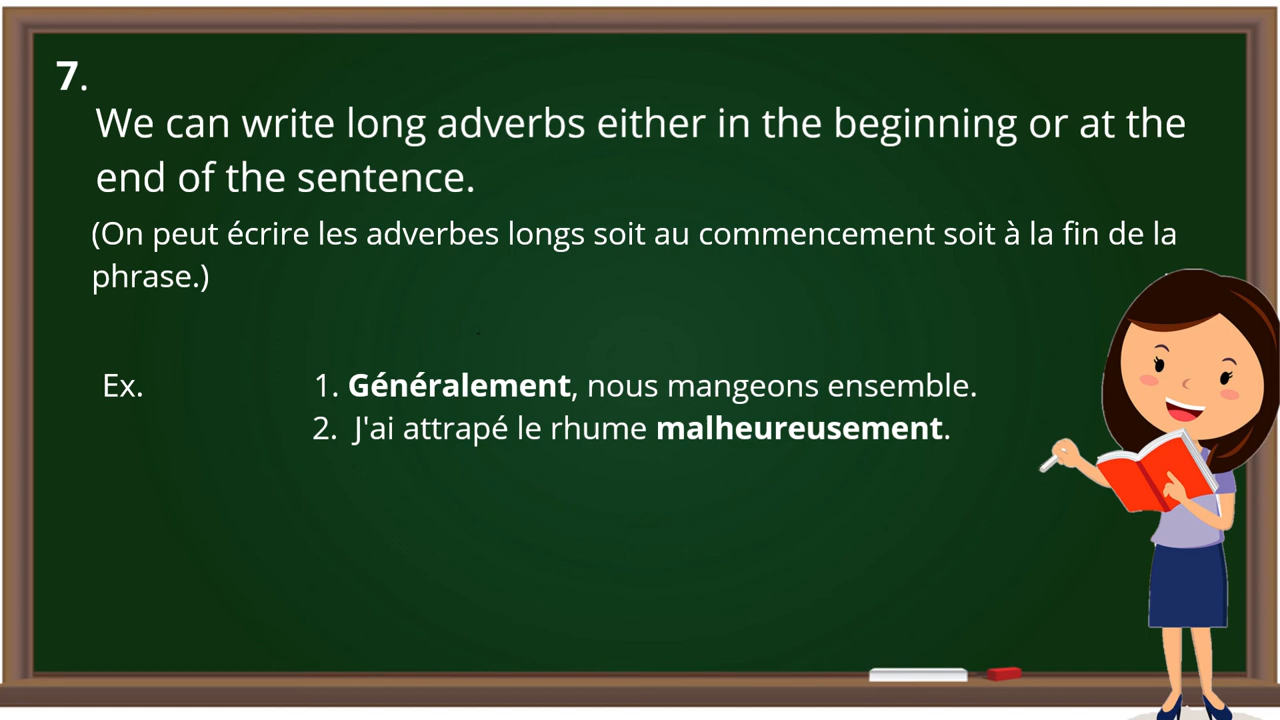 7.
We can write long adverbs either in the beginning or at the
end of the sentence.
(On peut écrire les adverbes longs soit au commencement soit à la fin de la
phrase.)
Ex. 1. Généralement, nous mangeons ensemble.
2. J'ai attrapé le rhume malheureusement.